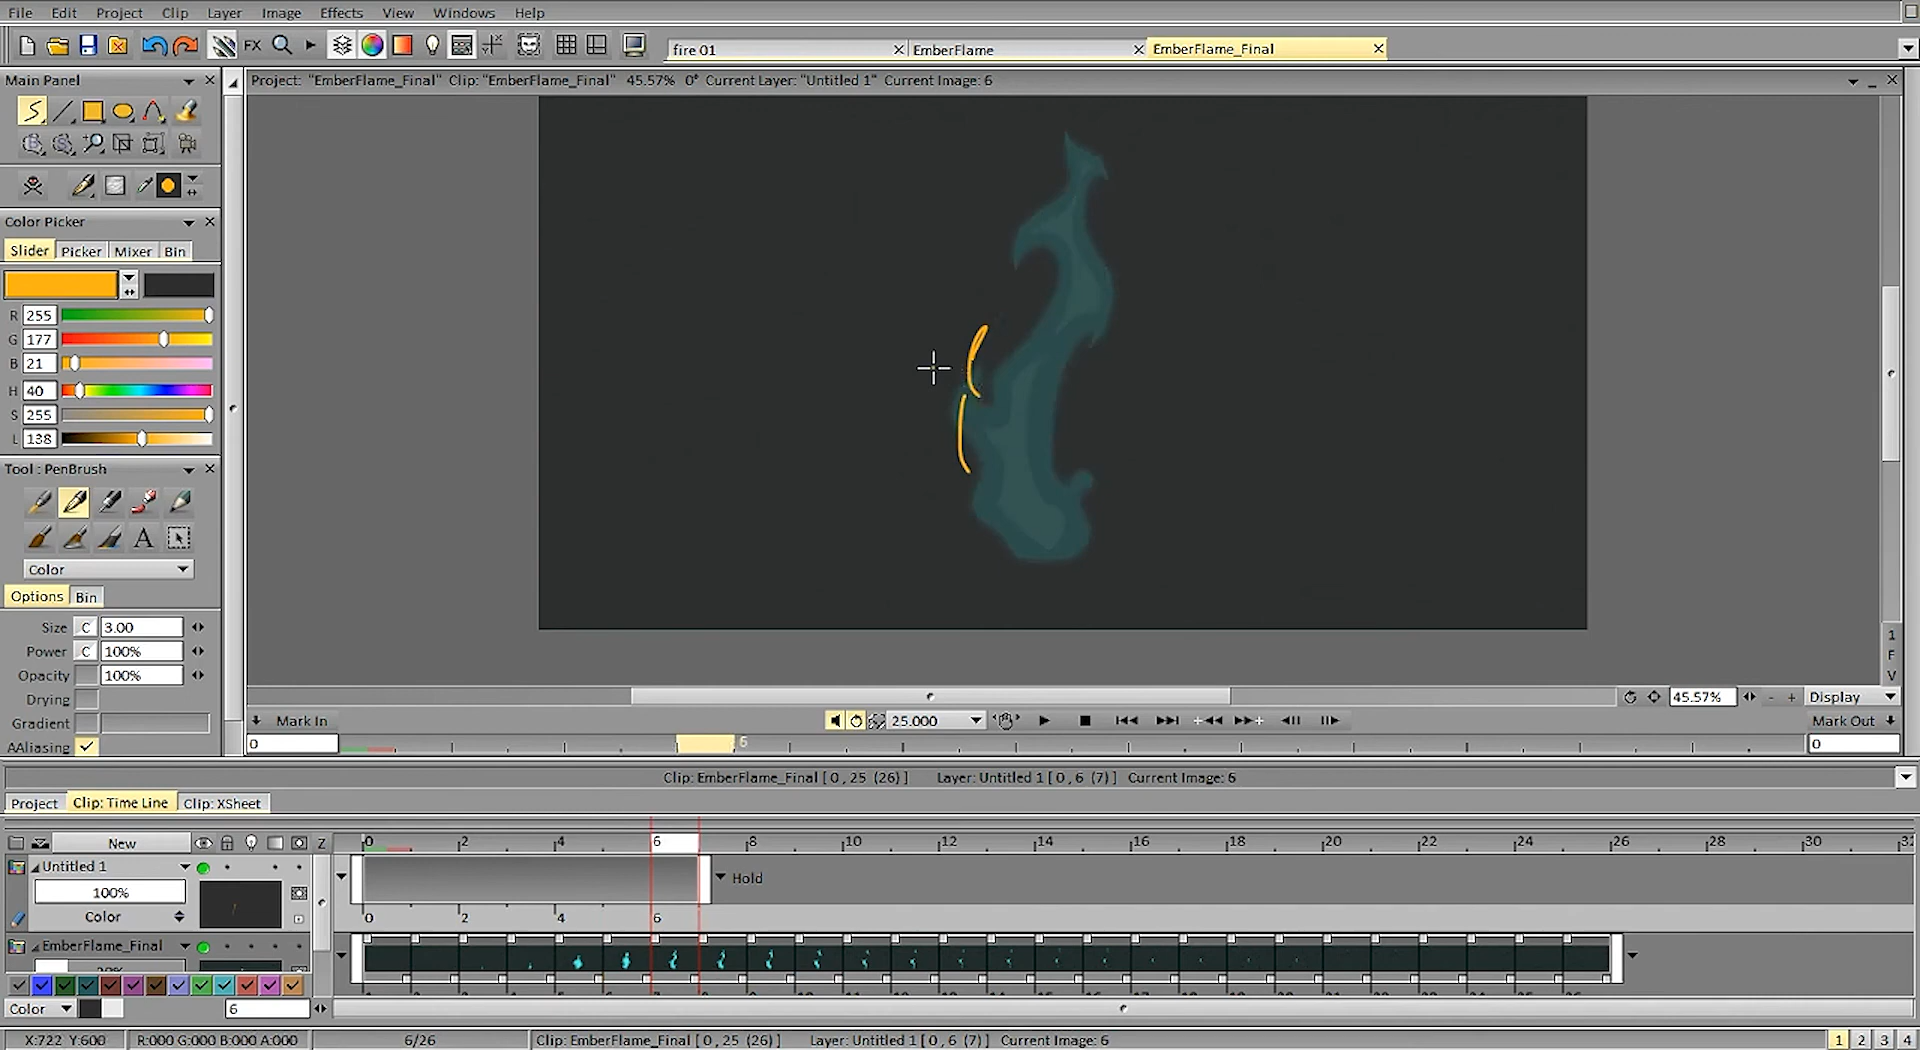 File Edit Project Clip Layer Image Effects View Windows Help
FX fire 01 EmberFlame EmberFlame_Final
Main Panel
Project: "EmberFlame_Final" Clip: "EmberFlame_Final" 45.57% 0° Current Layer: "Untitled 1" Current Image: 6
Color Picker
Slider Picker Mixer Bin
R 255
G 177
B 21
H 40
S 255
L 138
Tool : PenBrush
A
Color
Options Bin
Size C 3.00
Power C 100%
Opacity 100%
Drying
Gradient
AAliasing
1
F
V
45.57% - + Display
Mark In 25.000 Mark Out
0 6 0
Clip: EmberFlame_Final [ 0 , 25 (26) ] Layer: Untitled 1 [ 0 , 6 (7) ] Current Image: 6
Project Clip: Time Line Clip: XSheet
New Z 0 2 4 6 8 10 12 14 16 18 20 22 24 26 28 30 32
Untitled 1
100% Hold
Color 0 2 4 6
EmberFlame_Final
Color 6
X:722 Y:600 R:000 G:000 B:000 A:000 6/26 Clip: EmberFlame_Final [ 0 , 25 (26) ] Layer: Untitled 1 [ 0 , 6 (7) ] Current Image: 6 1 2 3 4